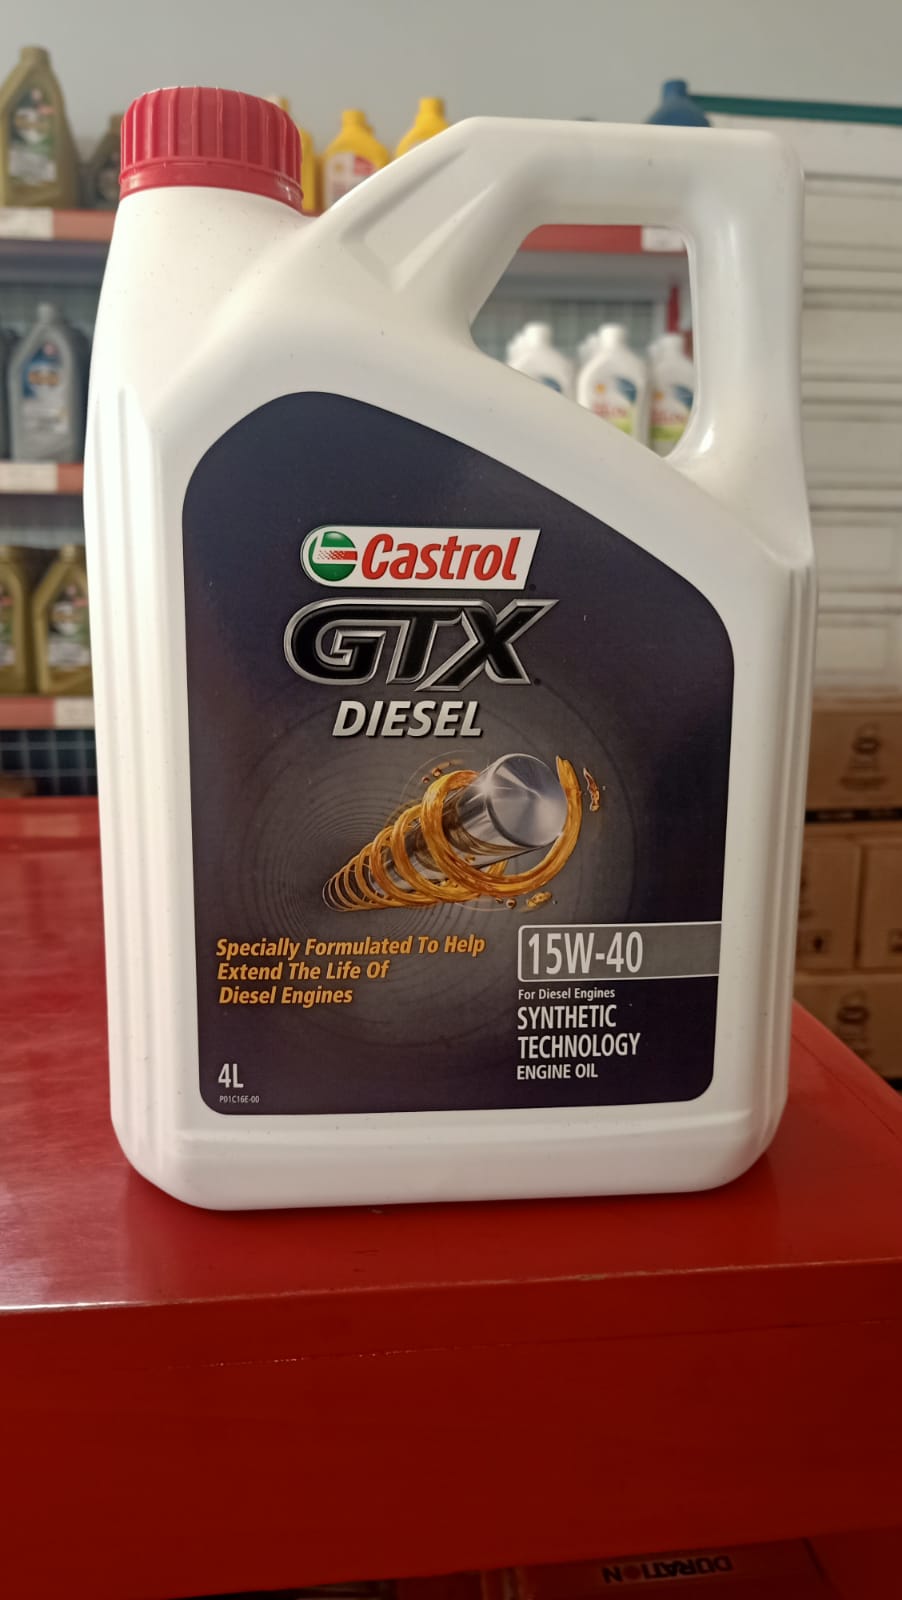 Castrol
GTX
DIESEL
Specially Formulated To Help
Extend The Life Of
Diesel Engines
15W-40
For Diesel Engines
SYNTHETIC
TECHNOLOGY
ENGINE OIL
4L
P01C16E-00
DURATION